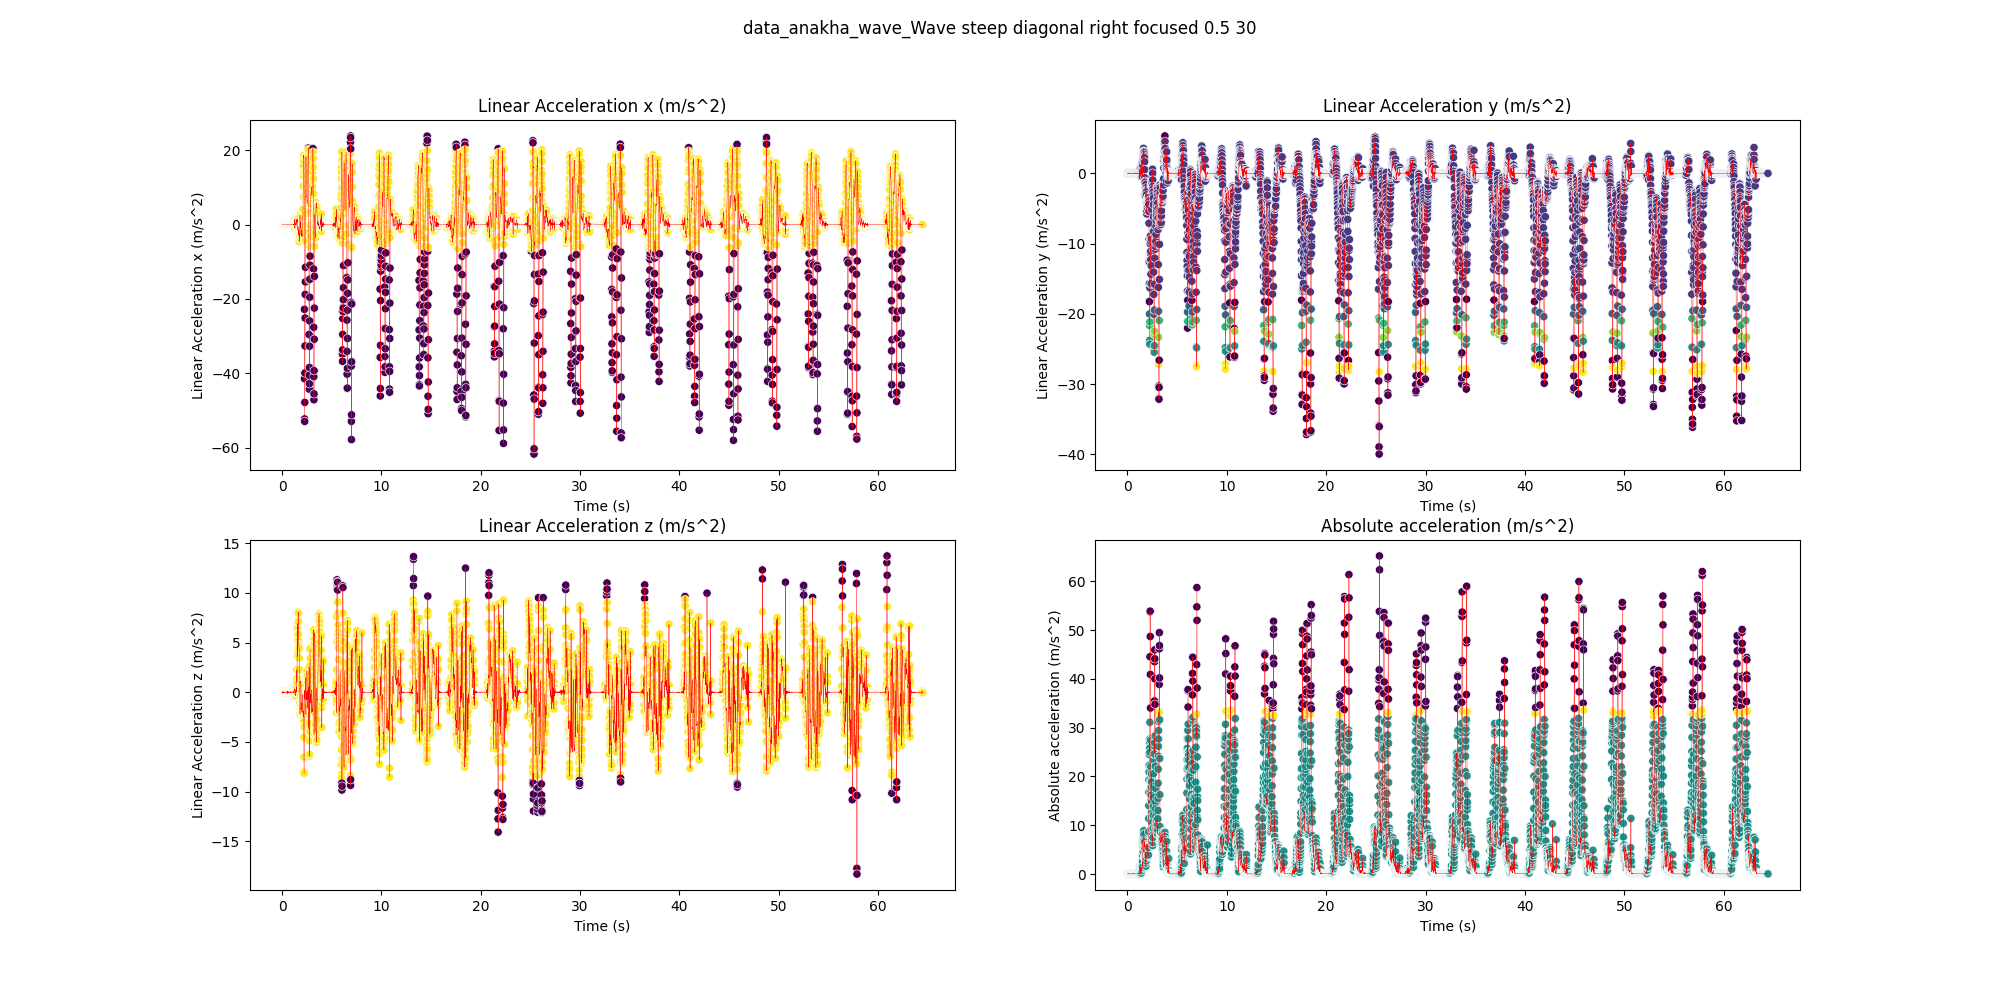 data_anakha_wave_Wave steep diagonal right focused 0.5 30
Linear Acceleration x (m/s^2)
Linear Acceleration x (m/s^2)
20
0
−20
−40
−60
0 10 20 30 40 50 60
Time (s)
Linear Acceleration y (m/s^2)
Linear Acceleration y (m/s^2)
0
−10
−20
−30
−40
0 10 20 30 40 50 60
Time (s)
Linear Acceleration z (m/s^2)
Linear Acceleration z (m/s^2)
15
10
5
0
−5
−10
−15
0 10 20 30 40 50 60
Time (s)
Absolute acceleration (m/s^2)
Absolute acceleration (m/s^2)
60
50
40
30
20
10
0
0 10 20 30 40 50 60
Time (s)